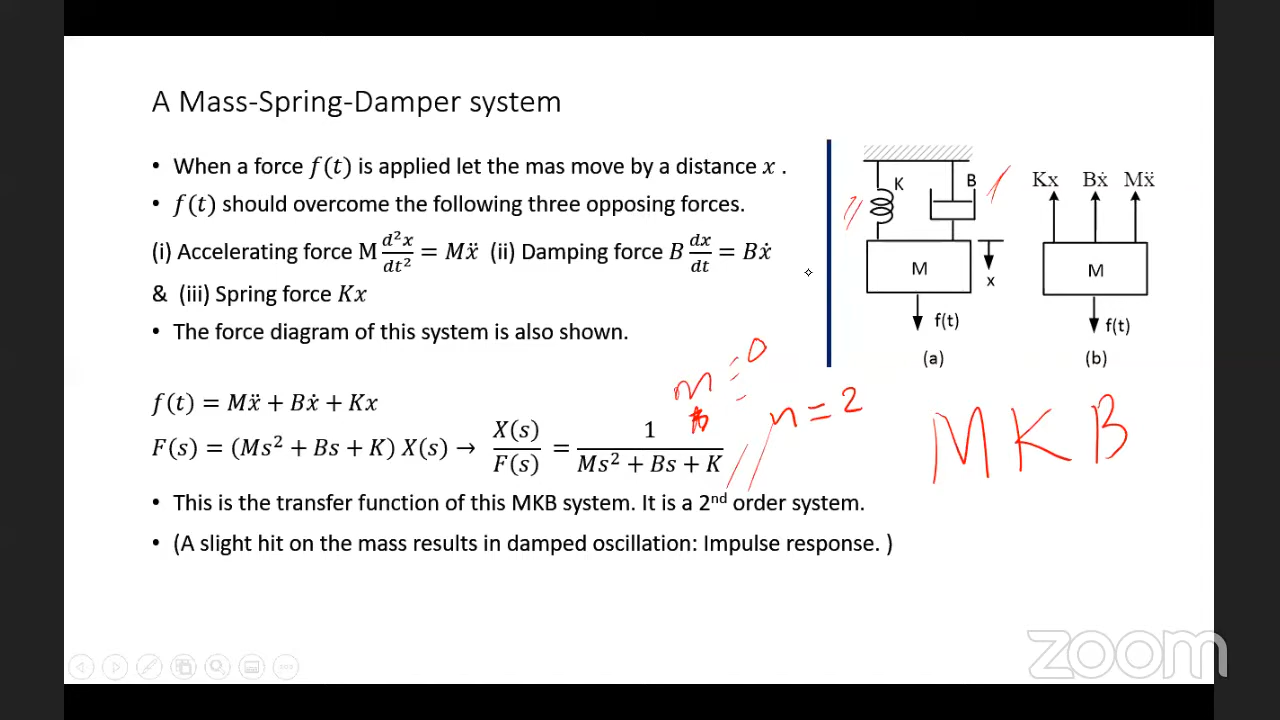 A Mass-Spring-Damper system
• When a force f(t) is applied let the mas move by a distance x .
• f(t) should overcome the following three opposing forces.
(i) Accelerating force M d²x/dt² = Mẍ (ii) Damping force B dx/dt = Bẋ
& (iii) Spring force Kx
• The force diagram of this system is also shown.
f(t) = Mẍ + Bẋ + Kx
F(s) = (Ms² + Bs + K) X(s) → X(s)/F(s) = 1/(Ms² + Bs + K)
• This is the transfer function of this MKB system. It is a 2nd order system.
• (A slight hit on the mass results in damped oscillation: Impulse response. )
K
B
M
x
f(t)
(a)
Kx Bẋ Mẍ
M
f(t)
(b)
m = 0
n = 2
M K B
zoom